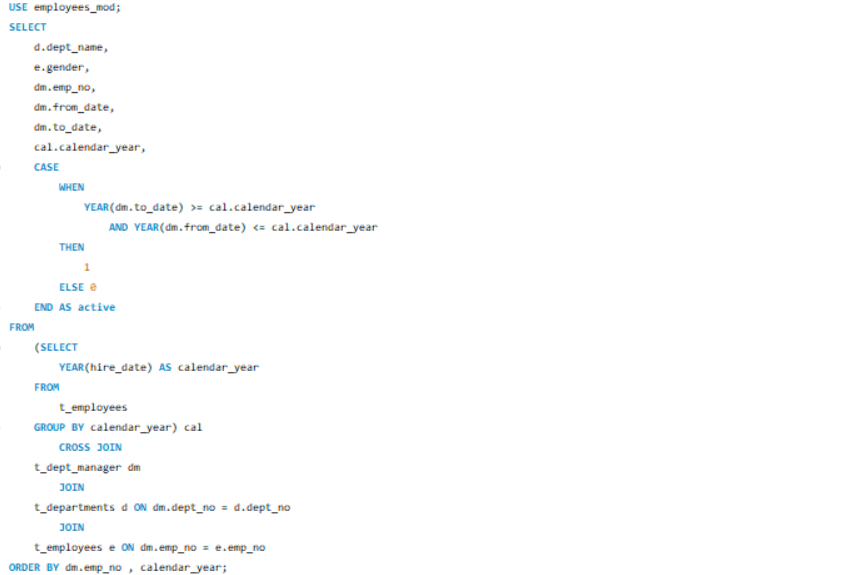 USE employees_mod;
SELECT
d.dept_name,
e.gender,
dm.emp_no,
dm.from_date,
dm.to_date,
cal.calendar_year,
CASE
WHEN
YEAR(dm.to_date) >= cal.calendar_year
AND YEAR(dm.from_date) <= cal.calendar_year
THEN
1
ELSE 0
END AS active
FROM
(SELECT
YEAR(hire_date) AS calendar_year
FROM
t_employees
GROUP BY calendar_year) cal
CROSS JOIN
t_dept_manager dm
JOIN
t_departments d ON dm.dept_no = d.dept_no
JOIN
t_employees e ON dm.emp_no = e.emp_no
ORDER BY dm.emp_no , calendar_year;